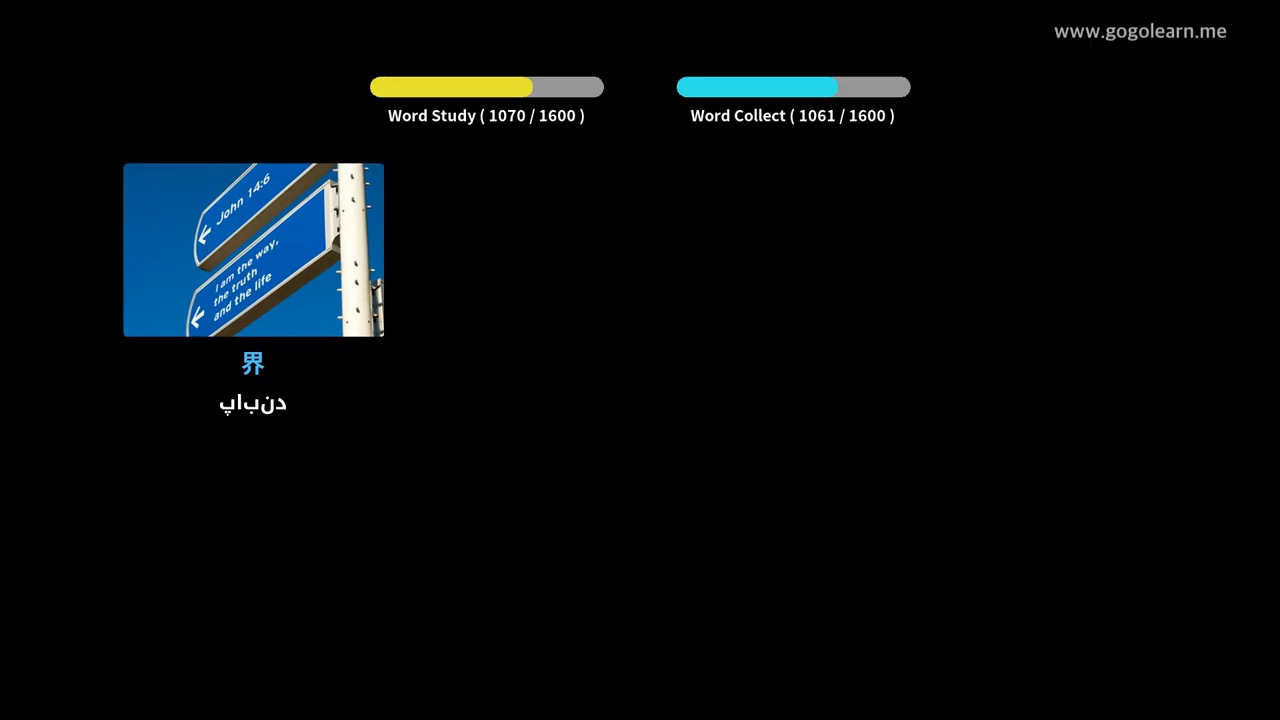 www.gogolearn.me
Word Study ( 1070 / 1600 )
Word Collect ( 1061 / 1600 )
John 14:6
I am the way,
the truth
and the life
界
دنباپ